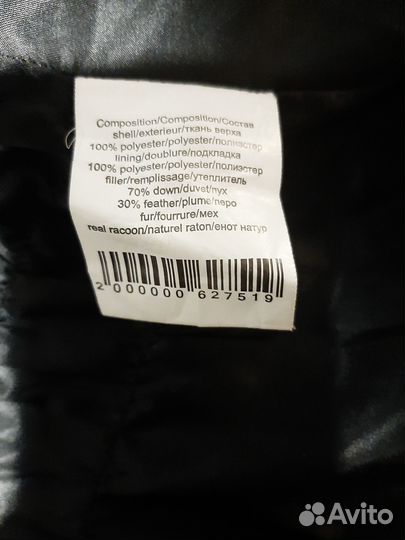 Composition/Composition/Состав
shell/exterieur/ткань верха
100% polyester/polyester/полиэстер
lining/doublure/подкладка
100% polyester/polyester/полиэстер
filler/remplissage/утеплитель
70% down/duvet/пух
30% feather/plume/перо
fur/fourrure/мех
real racoon/naturel raton/енот натур
2 000000 627519
Avito